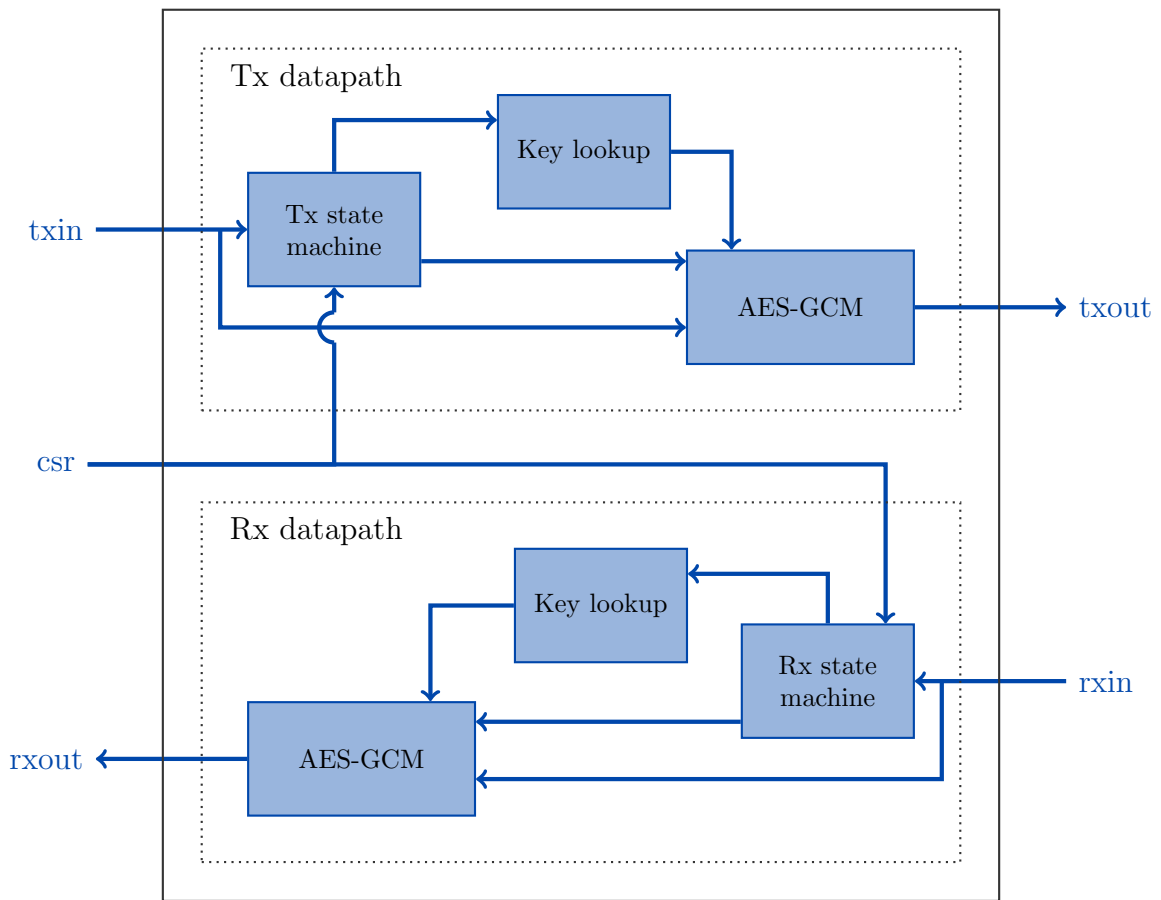 Tx datapath
Key lookup
Tx state
machine
txin
AES-GCM
txout
csr
Rx datapath
Key lookup
Rx state
machine
rxin
AES-GCM
rxout